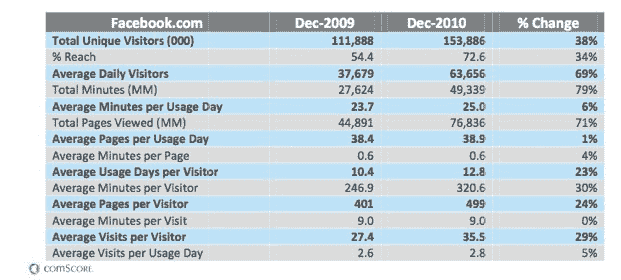 Facebook.com Dec-2009 Dec-2010 % Change
Total Unique Visitors (000) 111,888 153,886 38%
% Reach 54.4 72.6 34%
Average Daily Visitors 37,679 63,656 69%
Total Minutes (MM) 27,624 49,339 79%
Average Minutes per Usage Day 23.7 25.0 6%
Total Pages Viewed (MM) 44,891 76,836 71%
Average Pages per Usage Day 38.4 38.9 1%
Average Minutes per Page 0.6 0.6 4%
Average Usage Days per Visitor 10.4 12.8 23%
Average Minutes per Visitor 246.9 320.6 30%
Average Pages per Visitor 401 499 24%
Average Minutes per Visit 9.0 9.0 0%
Average Visits per Visitor 27.4 35.5 29%
Average Visits per Usage Day 2.6 2.8 5%
comSCORE